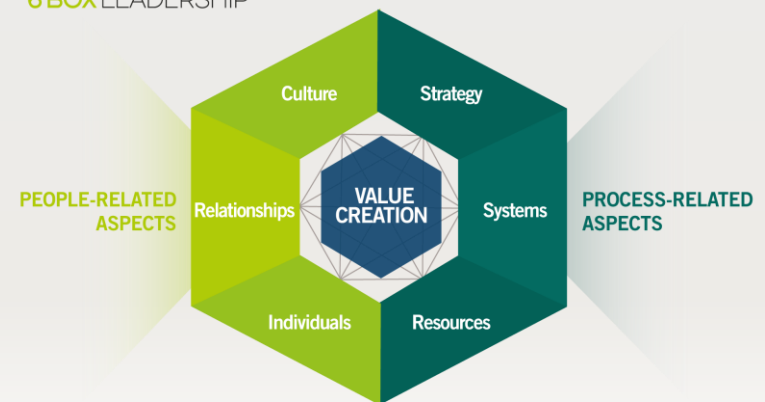 6 BOX LEADERSHIP
Culture
Strategy
PEOPLE-RELATED
ASPECTS
Relationships
VALUE
CREATION
Systems
PROCESS-RELATED
ASPECTS
Individuals
Resources